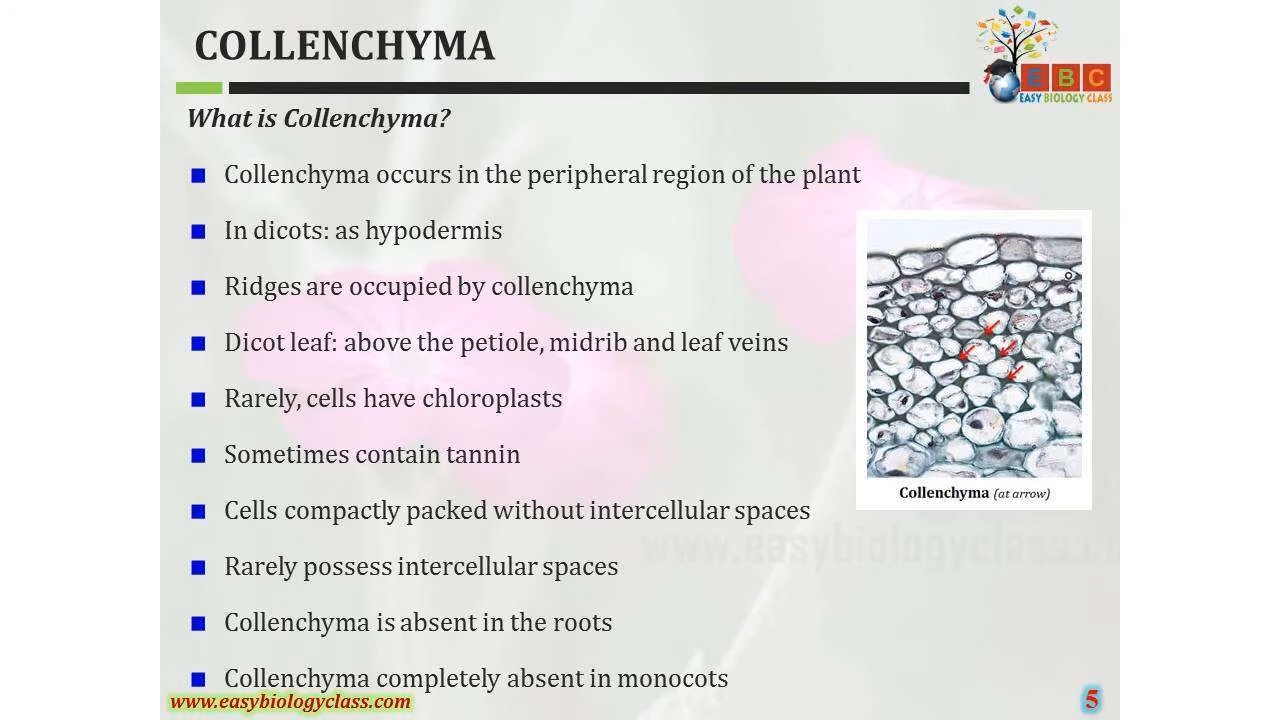 COLLENCHYMA
E B C
EASY BIOLOGY CLASS
What is Collenchyma?
Collenchyma occurs in the peripheral region of the plant
In dicots: as hypodermis
Ridges are occupied by collenchyma
Dicot leaf: above the petiole, midrib and leaf veins
Rarely, cells have chloroplasts
Sometimes contain tannin
Cells compactly packed without intercellular spaces
Rarely possess intercellular spaces
Collenchyma is absent in the roots
Collenchyma completely absent in monocots
Collenchyma (at arrow)
www.easybiologyclass.co
www.easybiologyclass.com
5